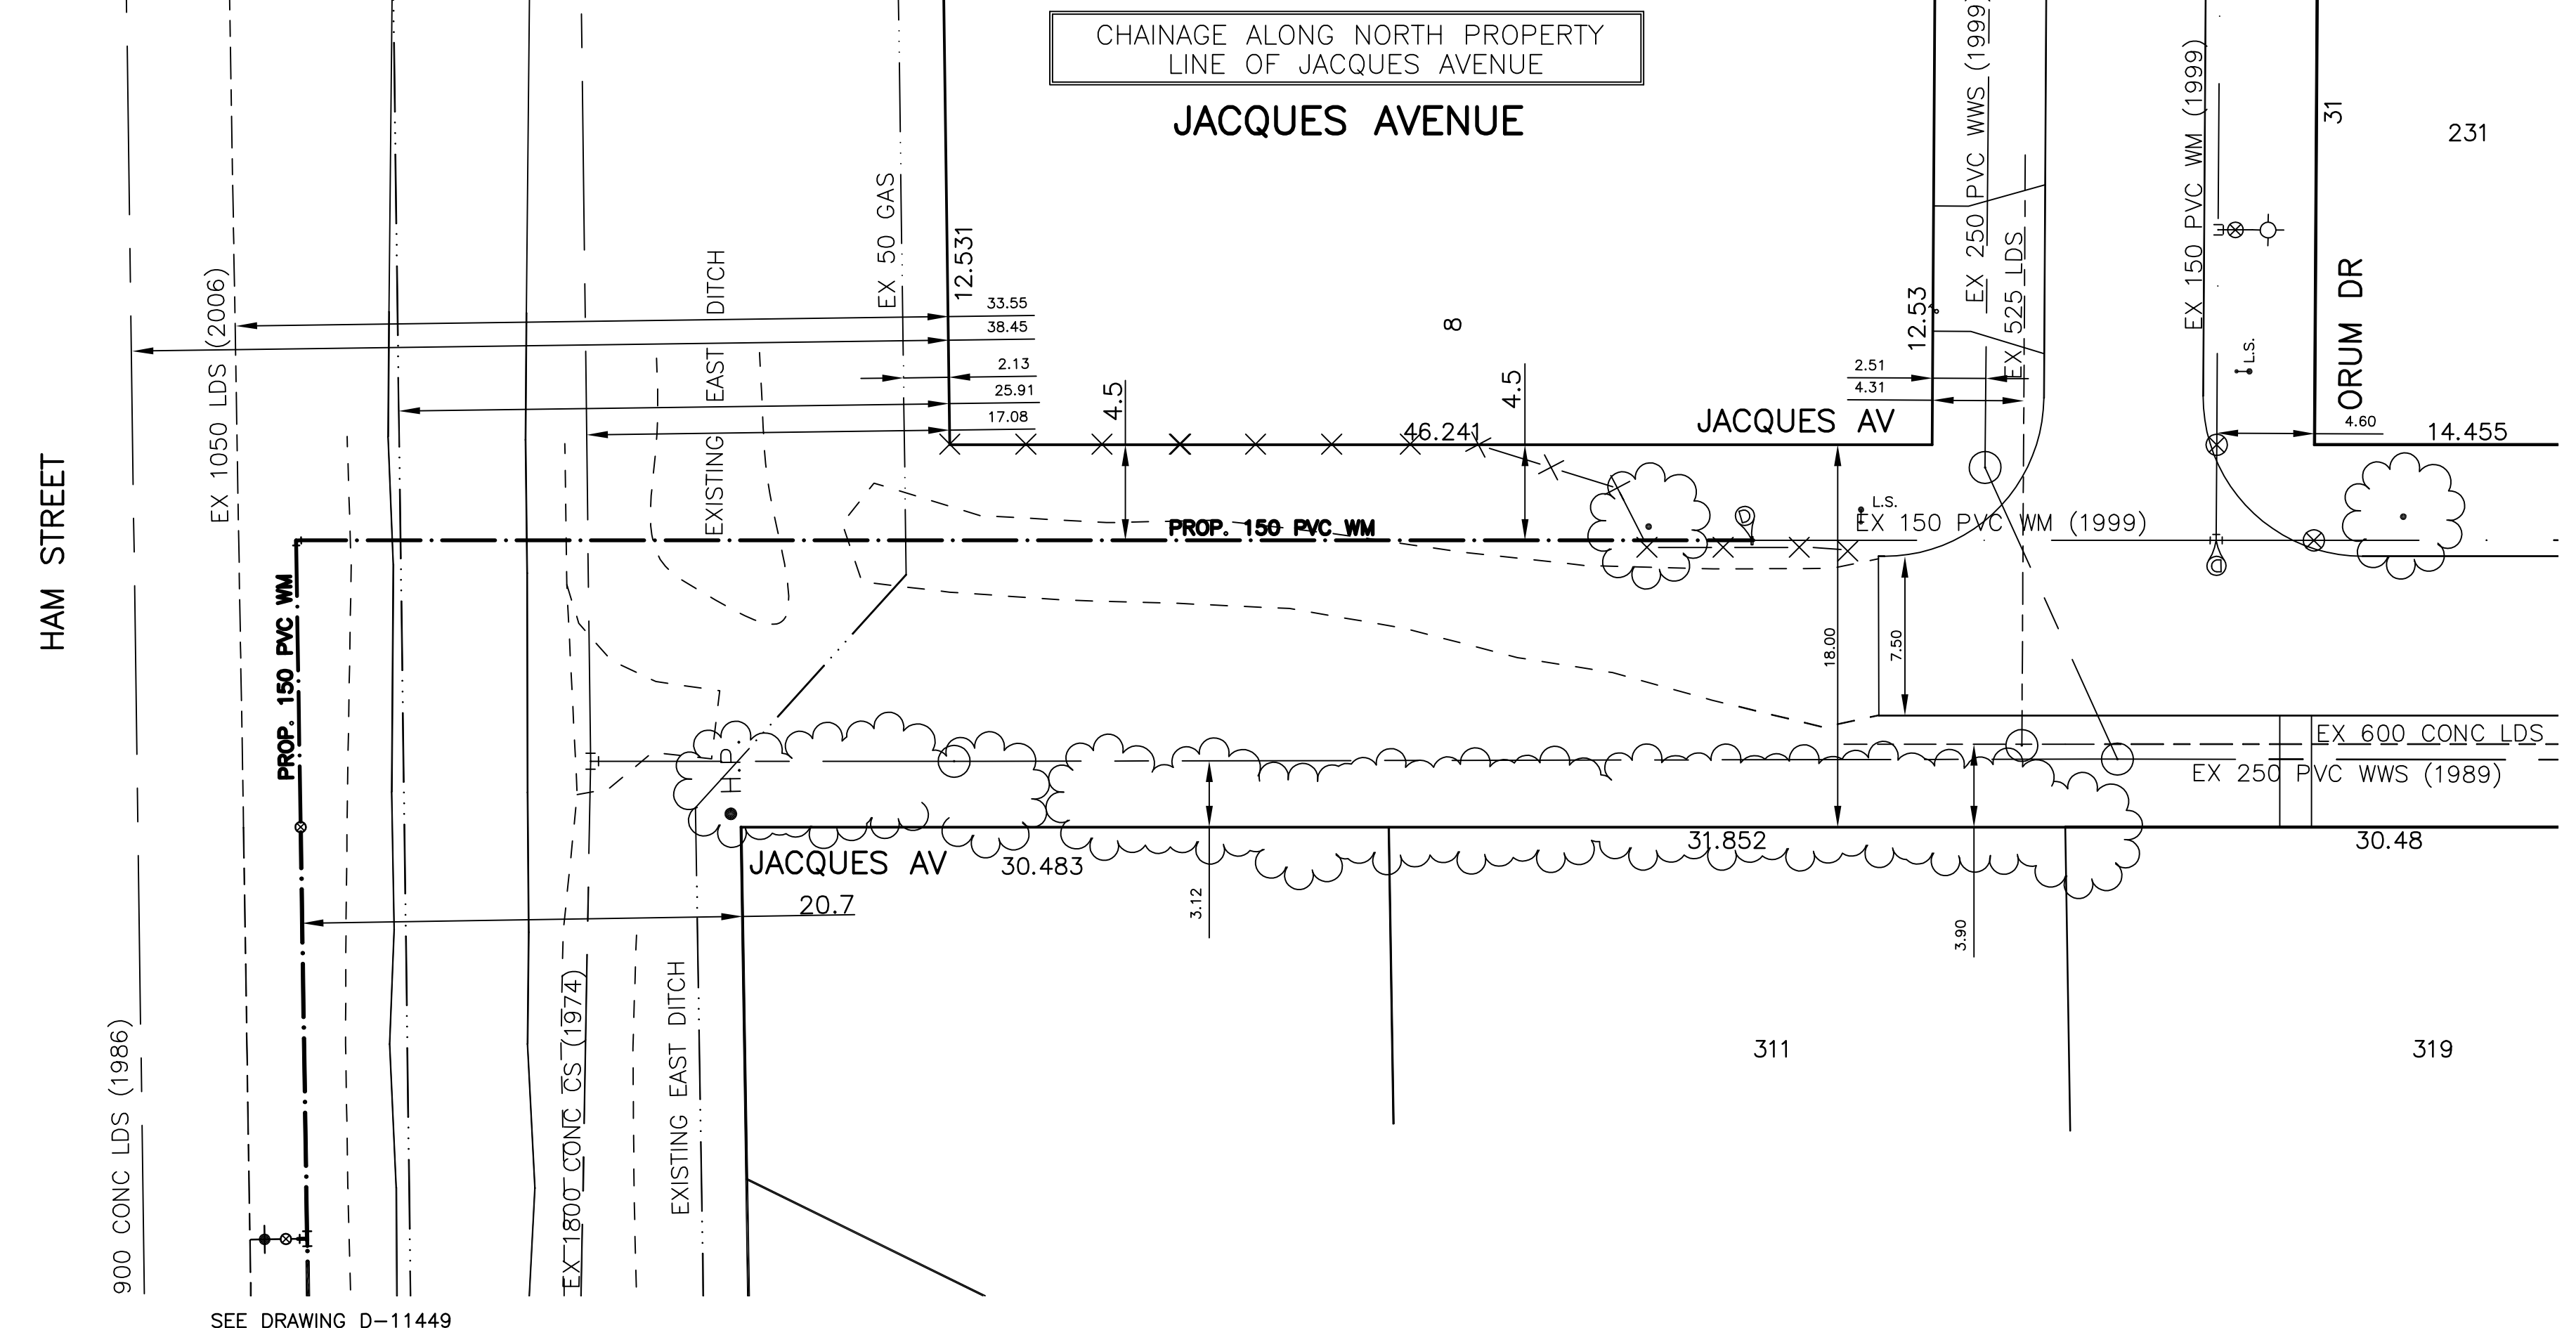 CHAINAGE ALONG NORTH PROPERTY
LINE OF JACQUES AVENUE
JACQUES AVENUE
HAM STREET
EX 1050 LDS (2006)
EXISTING EAST DITCH
EX 50 GAS
12.531
33.55
38.45
2.13
25.91
17.08
4.5
4.5
8
46.241
JACQUES AV
12.53
2.51
4.31
EX 250 PVC WWS (1999)
EX 525 LDS
EX 150 PVC WM (1999)
31
231
ORUM DR
L.S.
4.60
14.455
PROP. 150 PVC WM
D
L.S.
EX 150 PVC WM (1999)
D
PROP. 150 PVC WM
18.00
7.50
H.P.
EX 600 CONC LDS
EX 250 PVC WWS (1989)
JACQUES AV
30.483
31.852
30.48
20.7
3.12
3.90
900 CONC LDS (1986)
EX 1800 CONC CS (1974)
EXISTING EAST DITCH
311
319
SEE DRAWING D-11449